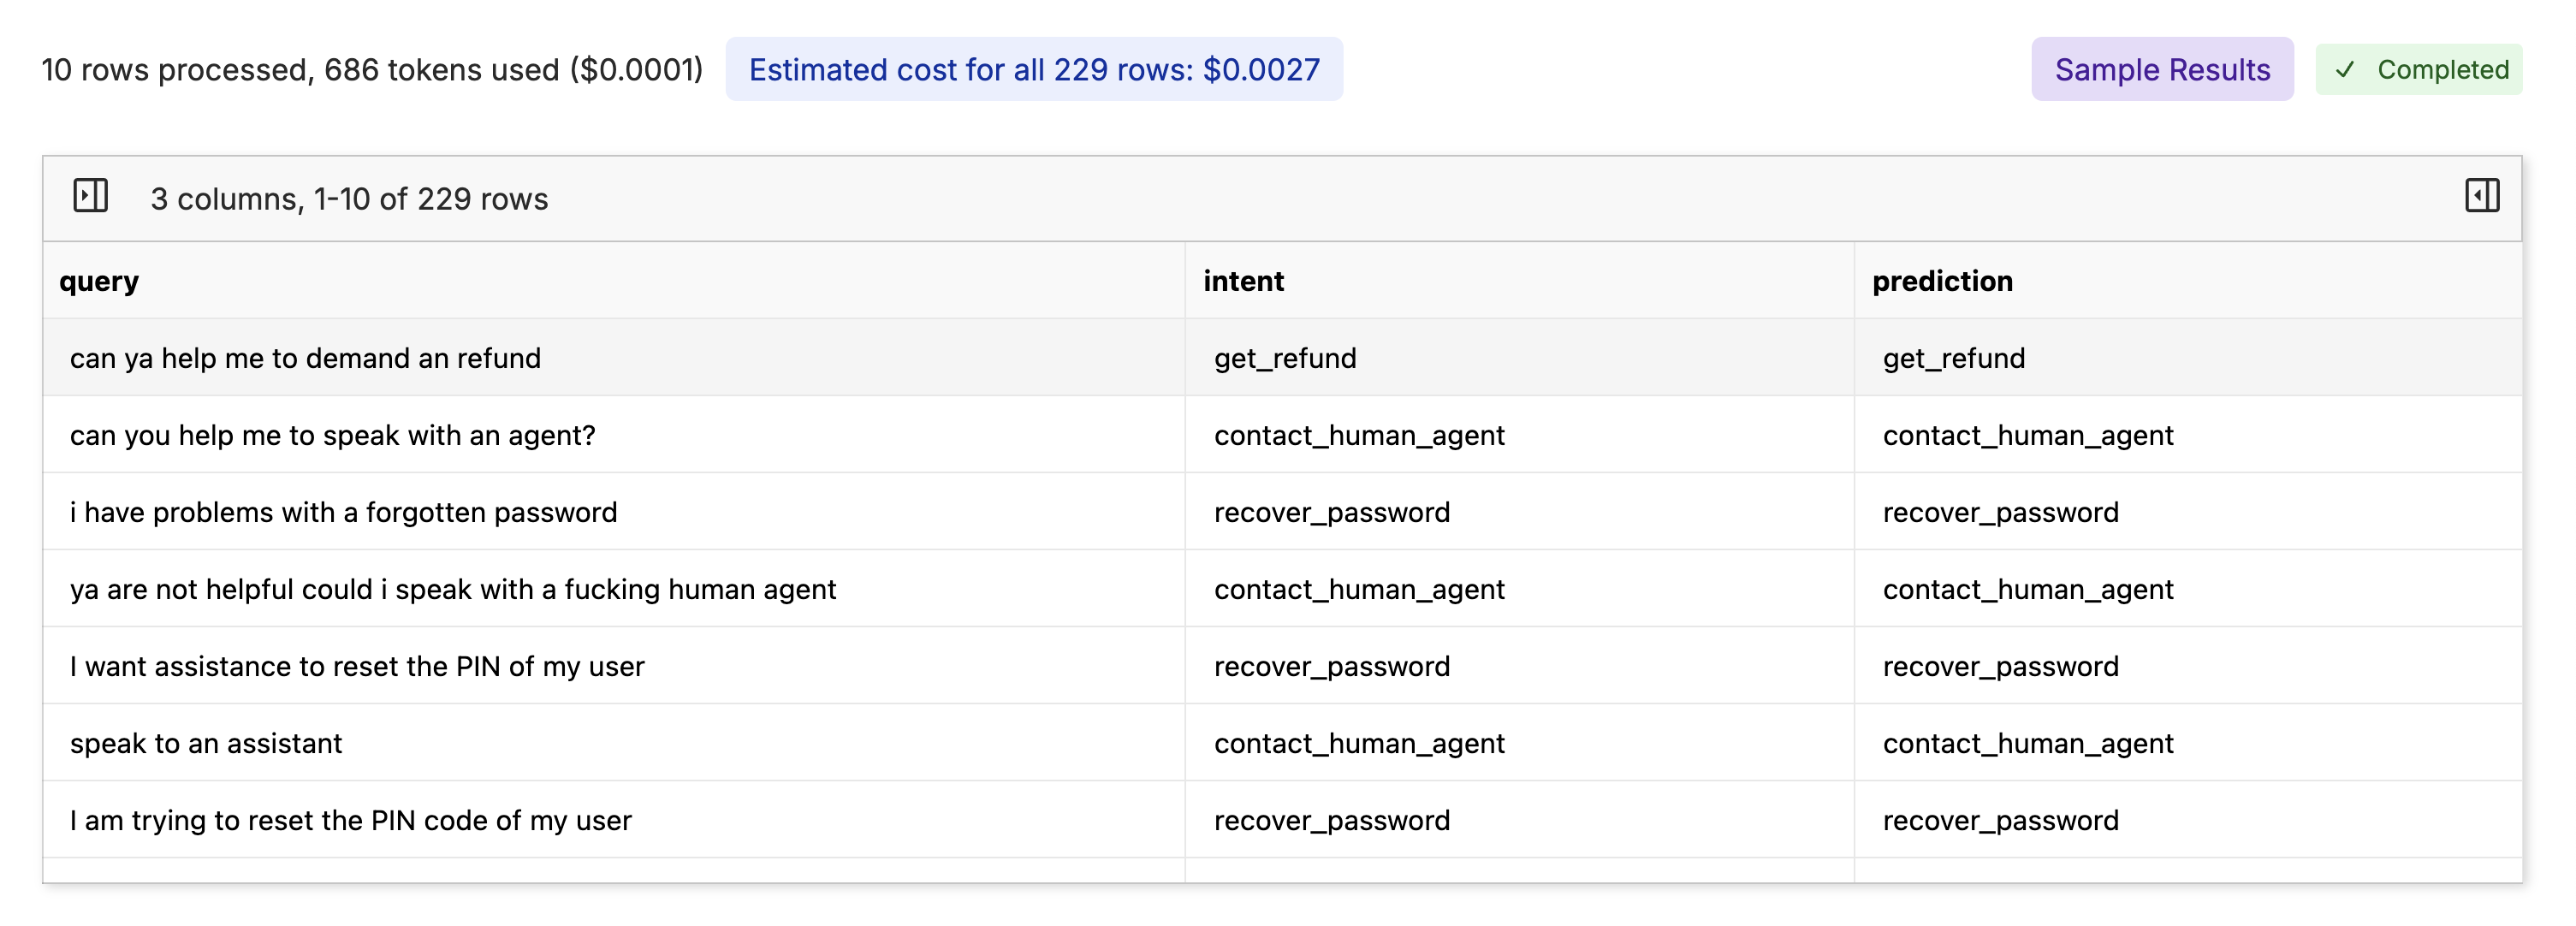 10 rows processed, 686 tokens used ($0.0001) Estimated cost for all 229 rows: $0.0027 Sample Results ✓ Completed
3 columns, 1-10 of 229 rows
query intent prediction
can ya help me to demand an refund get_refund get_refund
can you help me to speak with an agent? contact_human_agent contact_human_agent
i have problems with a forgotten password recover_password recover_password
ya are not helpful could i speak with a fucking human agent contact_human_agent contact_human_agent
I want assistance to reset the PIN of my user recover_password recover_password
speak to an assistant contact_human_agent contact_human_agent
I am trying to reset the PIN code of my user recover_password recover_password